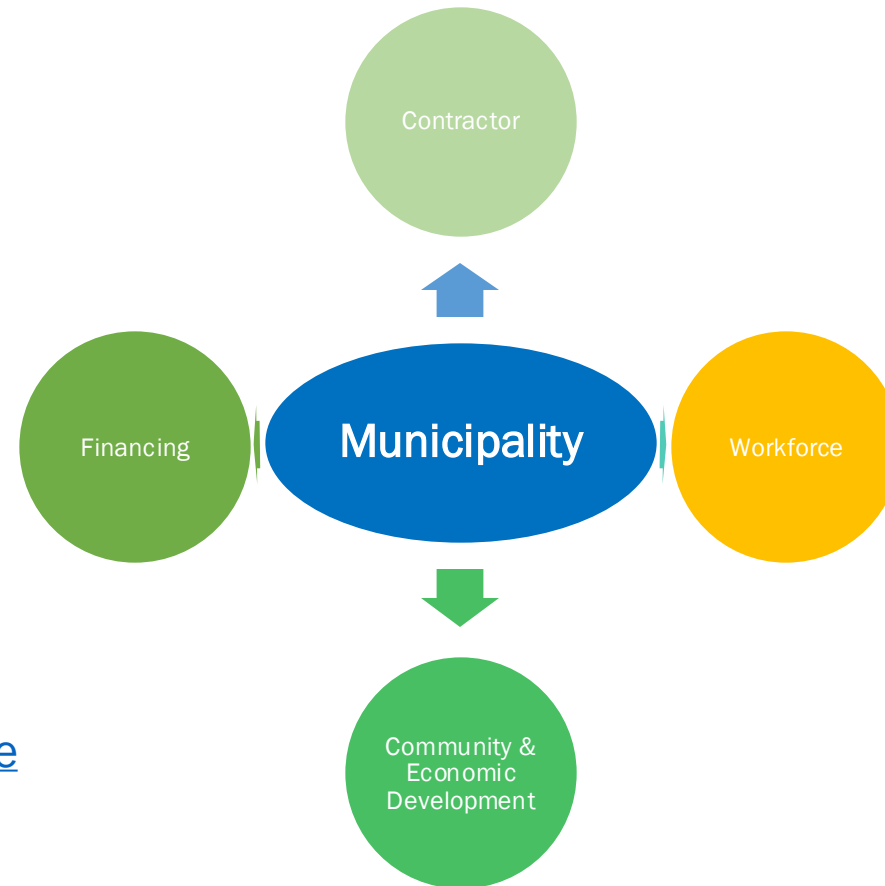 Contractor
Financing
Municipality
Workforce
e
Community &
Economic
Development